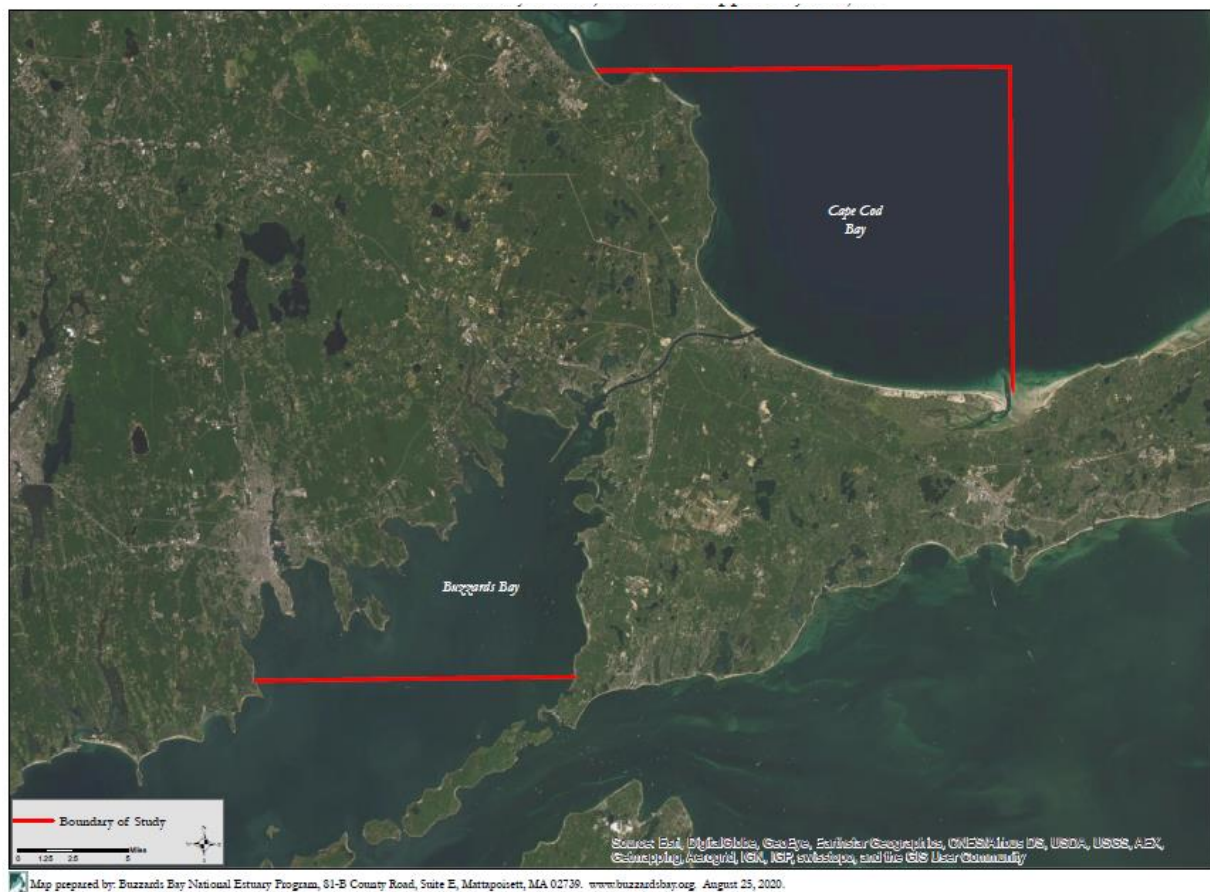 Cape Cod
Bay
Buzzards Bay
Boundary of Study
N
0 1.25 2.5 5 Miles
Source: Esri, DigitalGlobe, GeoEye, Earthstar Geographics, CNES/Airbus DS, USDA, USGS, AEX,
Getmapping, Aerogrid, IGN, IGP, swisstopo, and the GIS User Community
Map prepared by: Buzzards Bay National Estuary Program, 81-B County Road, Suite E, Mattapoisett, MA 02739. www.buzzardsbay.org. August 25, 2020.